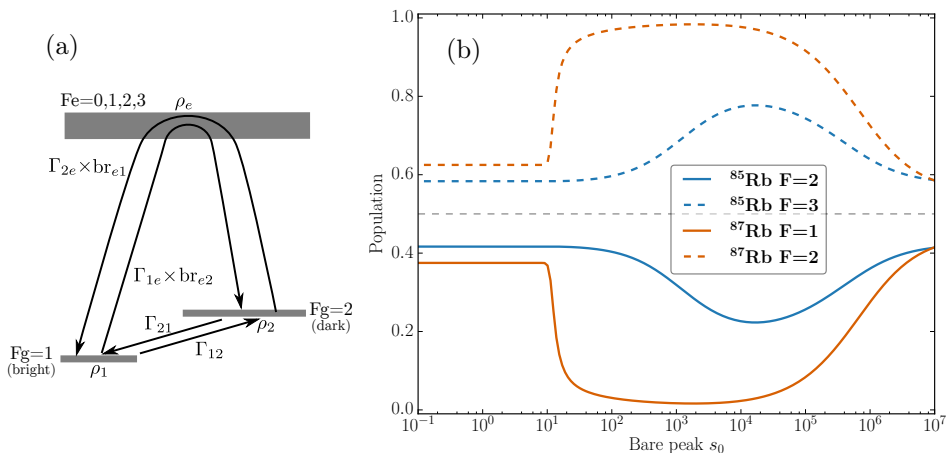 (a)
Fe=0,1,2,3
ρe
Γ2e×bre1
Γ1e×bre2
Γ21
Γ12
Fg=2
(dark)
ρ2
Fg=1
(bright)
ρ1
(b)
Population
1.0
0.8
0.6
0.4
0.2
0.0
⁸⁵Rb F=2
⁸⁵Rb F=3
⁸⁷Rb F=1
⁸⁷Rb F=2
10⁻¹
10⁰
10¹
10²
10³
10⁴
10⁵
10⁶
10⁷
Bare peak s₀